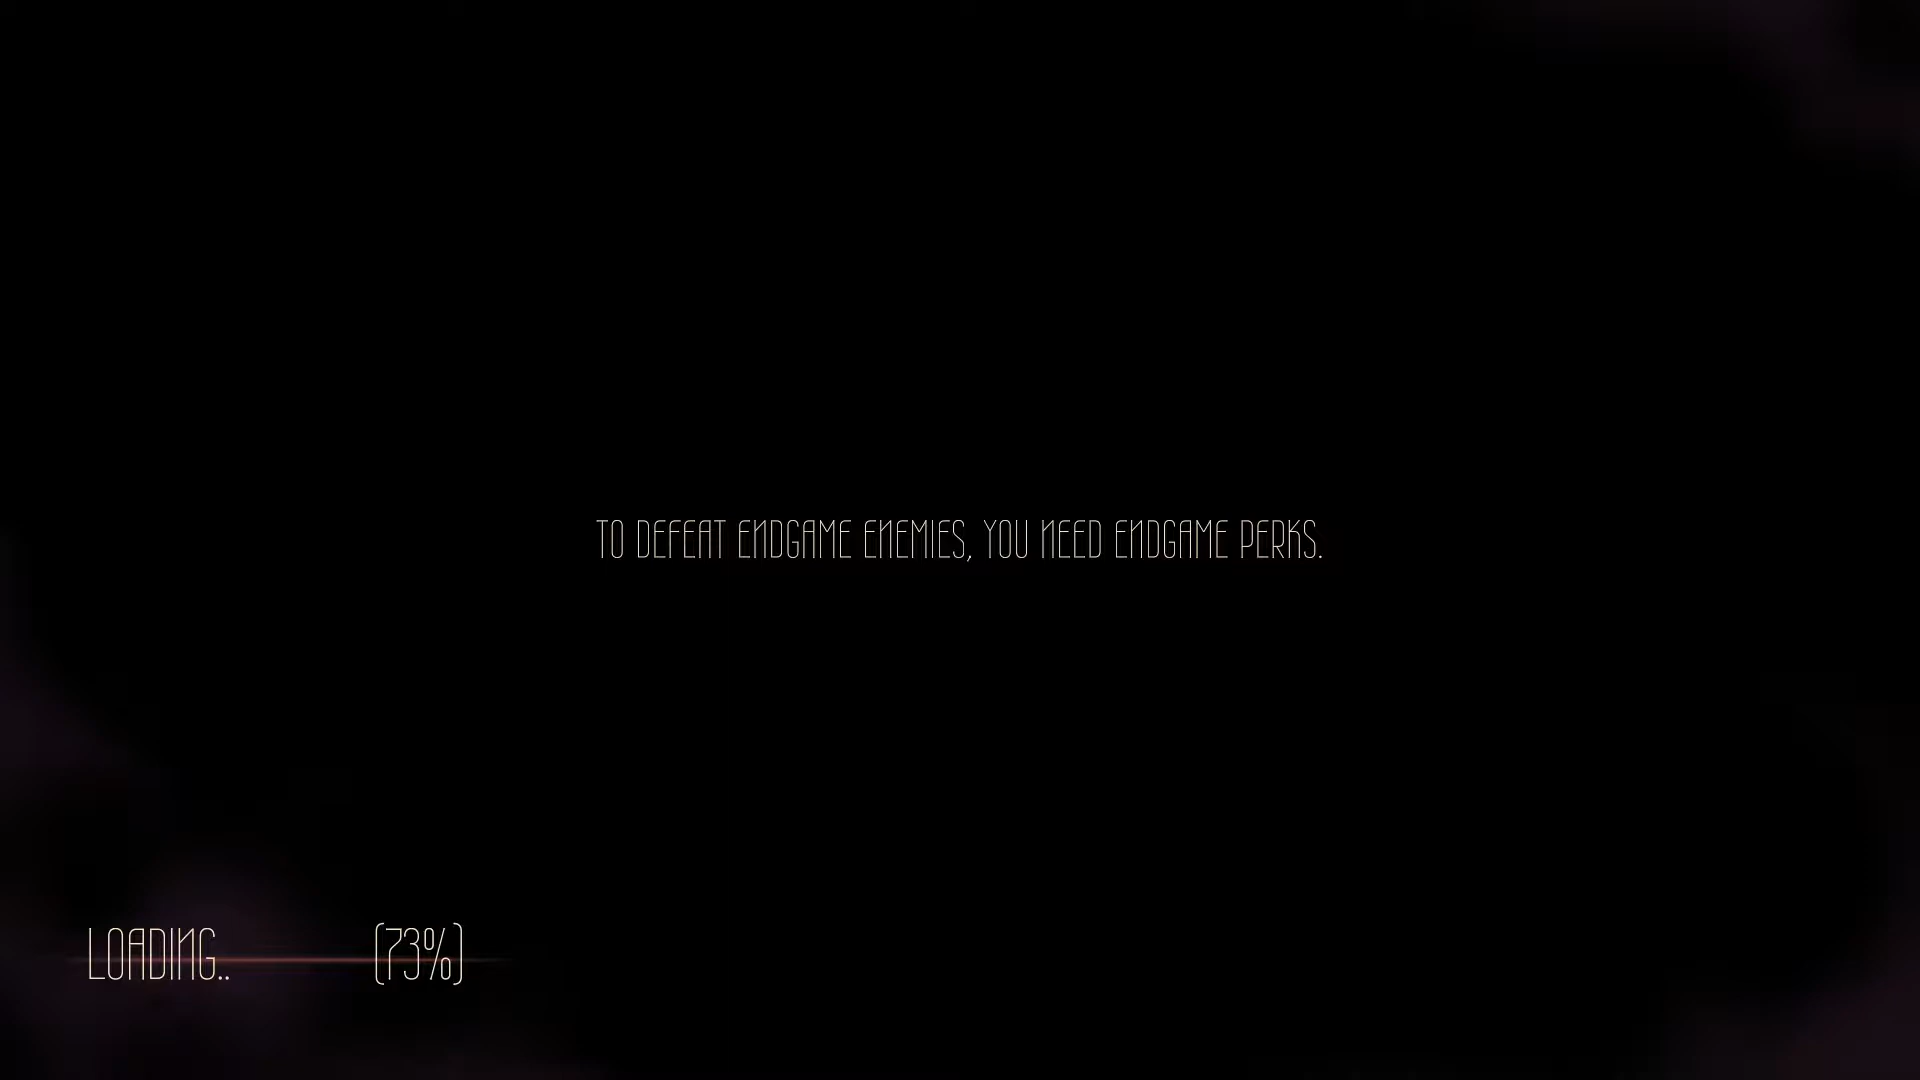 TO DEFEAT ENDGAME ENEMIES, YOU NEED ENDGAME PERKS.
LOADING.. (73%)